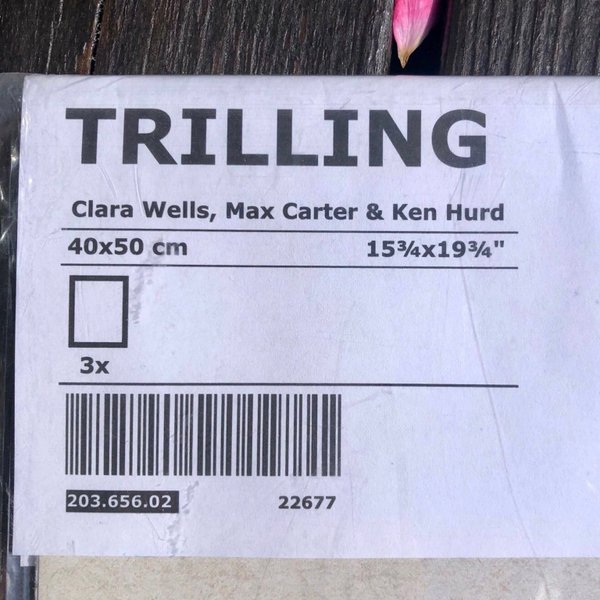 TRILLING
Clara Wells, Max Carter & Ken Hurd
40x50 cm 15¾x19¾"
3x
203.656.02 22677